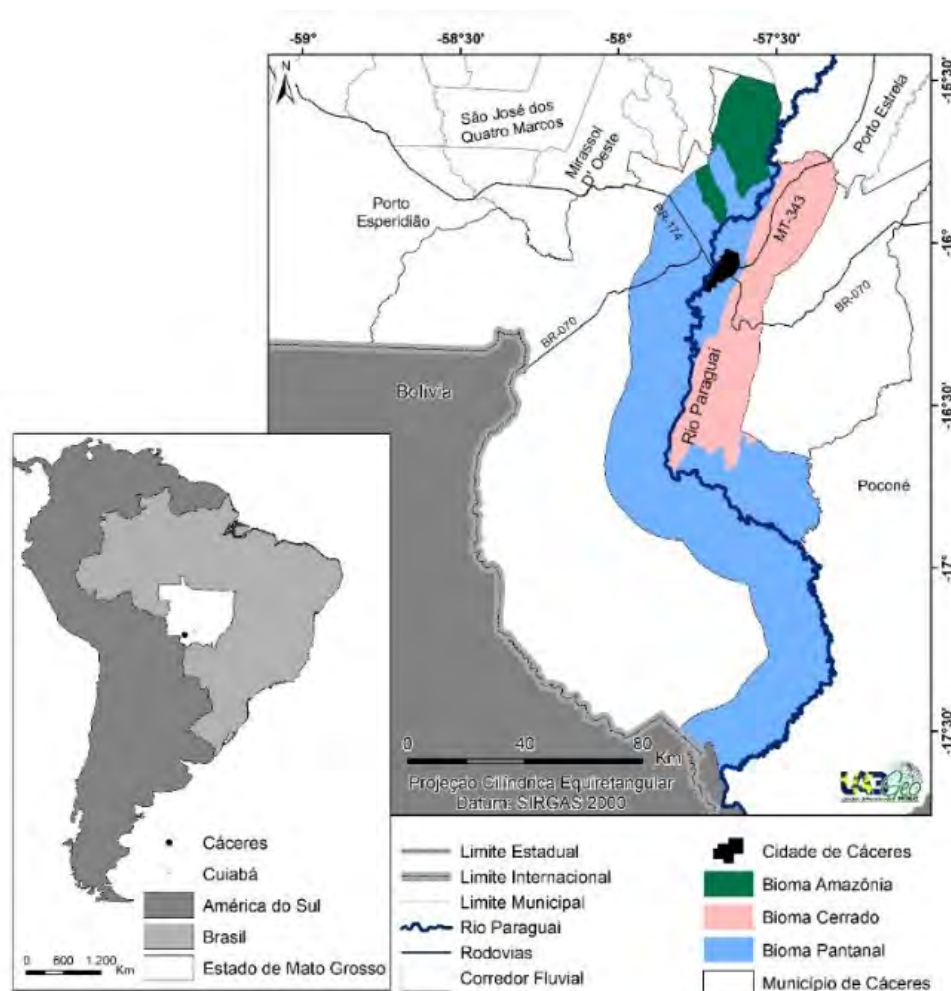 -59°
-58°30'
-58°
-57°30'
N
-15°30'
São José dos
Quatro Marcos
Mirassol
D' Oeste
Porto Estrela
Porto
Esperidião
BR-174
MT-343
-16°
BR-070
BR-070
Bolívia
Rio Paraguai
-16°30'
Poconé
-17°
-17°30'
0 40 80
Km
Projeção Cilíndrica Equiretangular
Datum: SIRGAS 2000
Cáceres
Cuiabá
América do Sul
Brasil
Estado de Mato Grosso
0 600 1.200
Km
Limite Estadual
Limite Internacional
Limite Municipal
Rio Paraguai
Rodovias
Corredor Fluvial
Cidade de Cáceres
Bioma Amazônia
Bioma Cerrado
Bioma Pantanal
Município de Cáceres